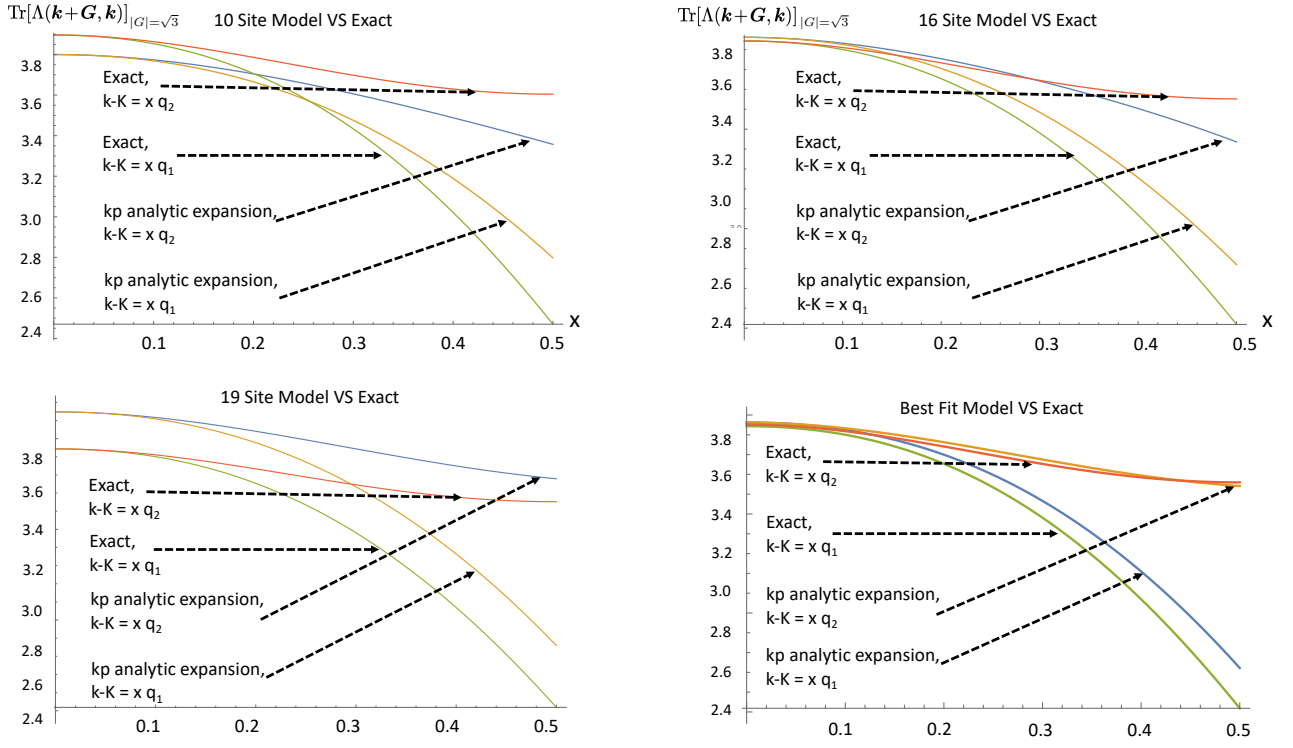 Tr[Λ(k+G, k)]|G|=√3
10 Site Model VS Exact
3.8
3.6
3.4
3.2
3.0
2.8
2.6
2.4
Exact,
k-K = x q2
Exact,
k-K = x q1
kp analytic expansion,
k-K = x q2
kp analytic expansion,
k-K = x q1
0.1
0.2
0.3
0.4
0.5
X
Tr[Λ(k+G, k)]|G|=√3
16 Site Model VS Exact
3.8
3.6
3.4
3.2
3.0
2.8
2.6
2.4
Exact,
k-K = x q2
Exact,
k-K = x q1
kp analytic expansion,
k-K = x q2
kp analytic expansion,
k-K = x q1
0.1
0.2
0.3
0.4
0.5
X
19 Site Model VS Exact
3.8
3.6
3.4
3.2
3.0
2.8
2.6
2.4
Exact,
k-K = x q2
Exact,
k-K = x q1
kp analytic expansion,
k-K = x q2
kp analytic expansion,
k-K = x q1
0.1
0.2
0.3
0.4
0.5
Best Fit Model VS Exact
3.8
3.6
3.4
3.2
3.0
2.8
2.6
2.4
Exact,
k-K = x q2
Exact,
k-K = x q1
kp analytic expansion,
k-K = x q2
kp analytic expansion,
k-K = x q1
0.1
0.2
0.3
0.4
0.5